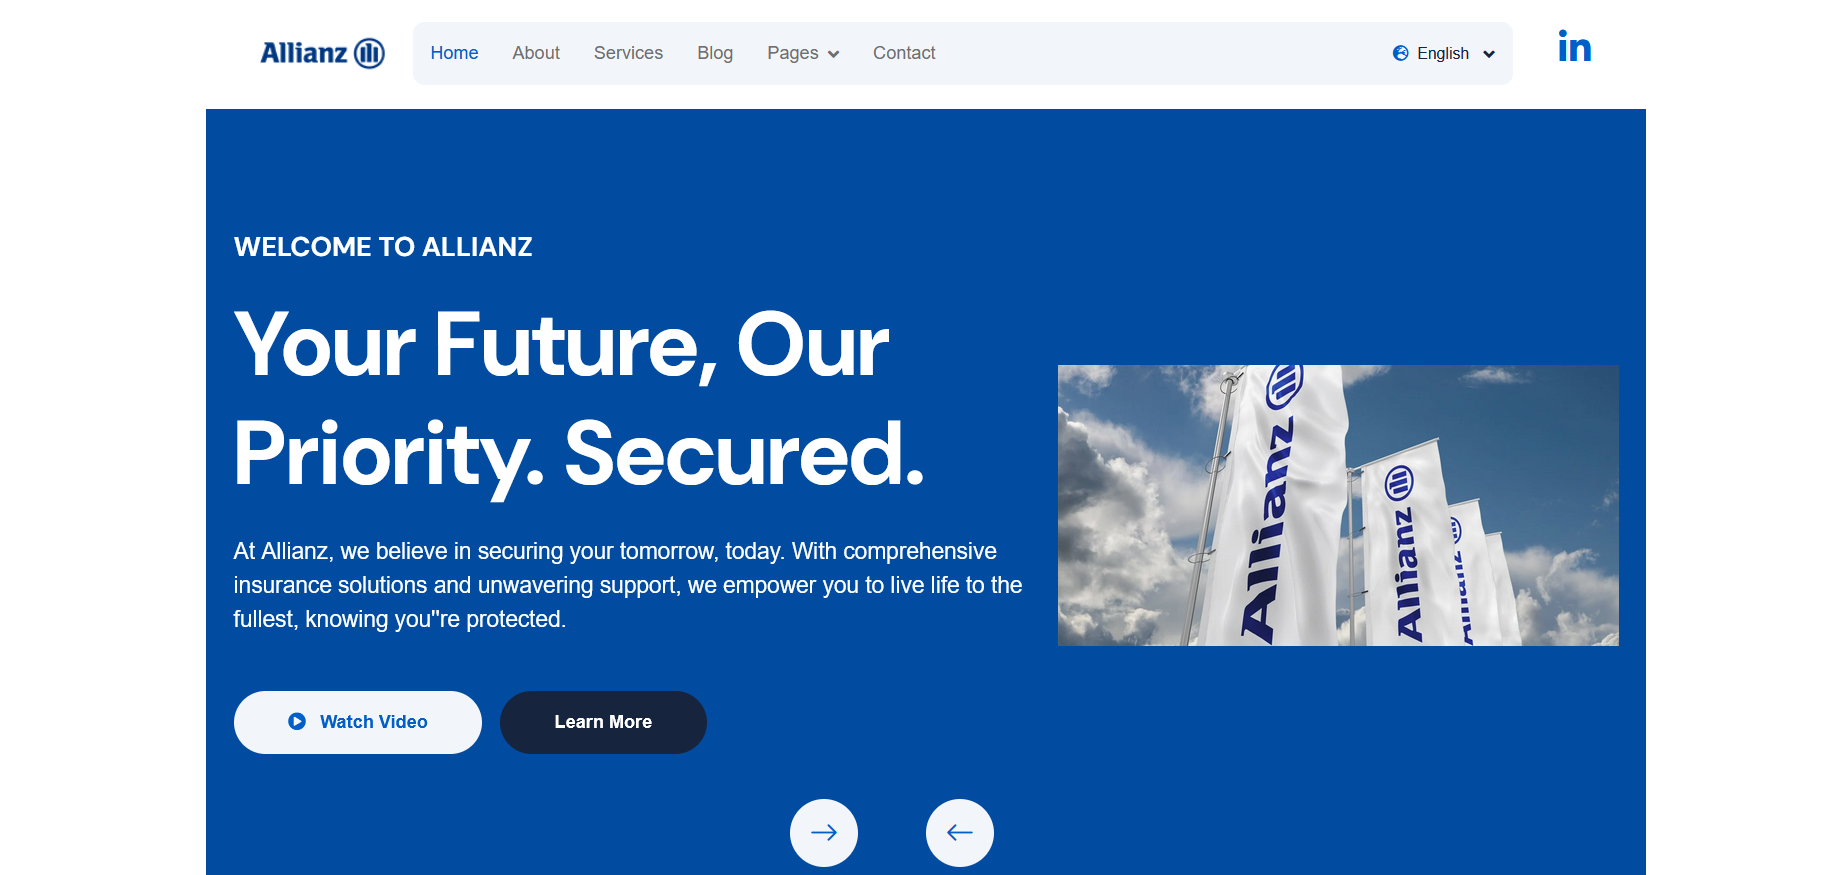 Allianz
Home About Services Blog Pages Contact English
in
WELCOME TO ALLIANZ
Your Future, Our
Priority. Secured.
At Allianz, we believe in securing your tomorrow, today. With comprehensive
insurance solutions and unwavering support, we empower you to live life to the
fullest, knowing you"re protected.
Allianz
Allianz
Allianz
Watch Video Learn More